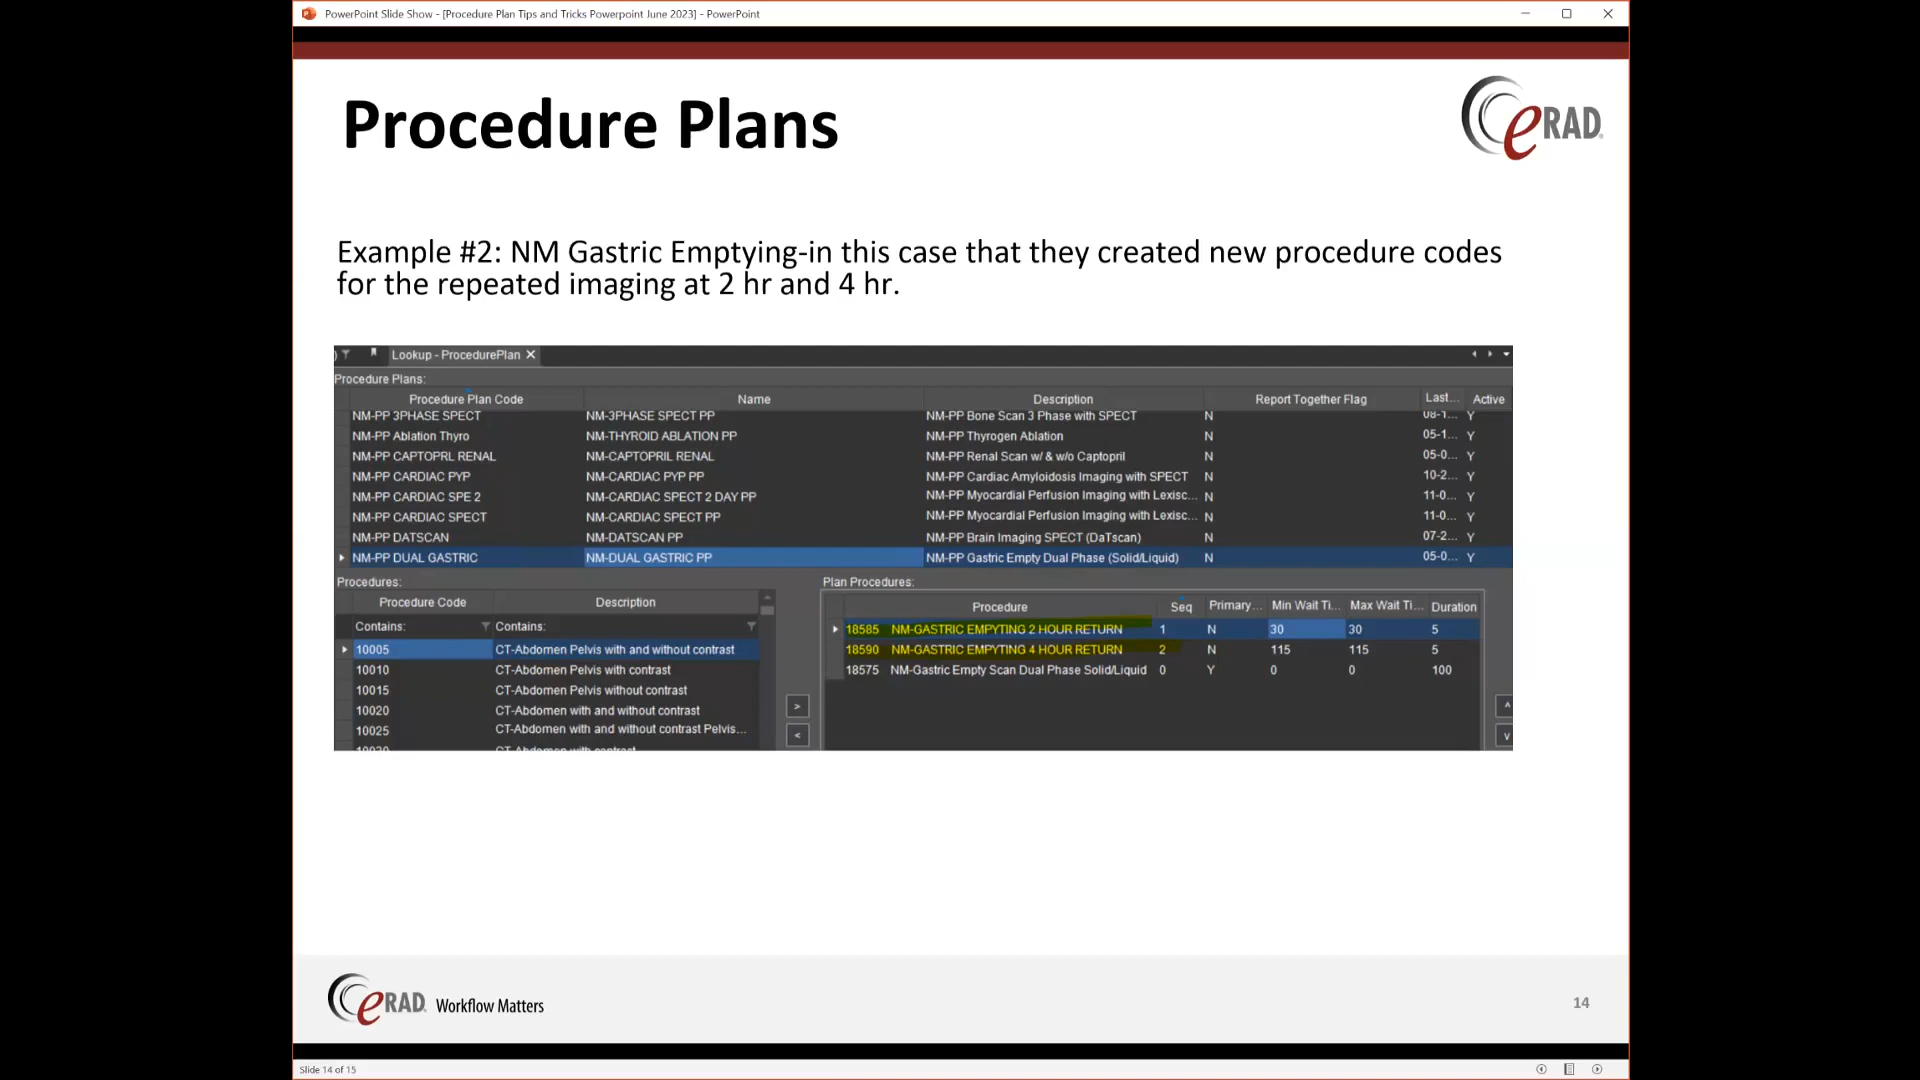 PowerPoint Slide Show - [Procedure Plan Tips and Tricks Powerpoint June 2023] - PowerPoint
Procedure Plans
eRAD
Example #2: NM Gastric Emptying-in this case that they created new procedure codes
for the repeated imaging at 2 hr and 4 hr.
Lookup - ProcedurePlan
Procedure Plans:
Procedure Plan Code Name Description Report Together Flag Last... Active
NM-PP 3PHASE SPECT NM-3PHASE SPECT PP NM-PP Bone Scan 3 Phase with SPECT N 08-1... Y
NM-PP Ablation Thyro NM-THYROID ABLATION PP NM-PP Thyrogen Ablation N 05-1... Y
NM-PP CAPTOPRL RENAL NM-CAPTOPRIL RENAL NM-PP Renal Scan w/ & w/o Captopril N 05-0... Y
NM-PP CARDIAC PYP NM-CARDIAC PYP PP NM-PP Cardiac Amyloidosis Imaging with SPECT N 10-2... Y
NM-PP CARDIAC SPE 2 NM-CARDIAC SPECT 2 DAY PP NM-PP Myocardial Perfusion Imaging with Lexisc... N 11-0... Y
NM-PP CARDIAC SPECT NM-CARDIAC SPECT PP NM-PP Myocardial Perfusion Imaging with Lexisc... N 11-0... Y
NM-PP DATSCAN NM-DATSCAN PP NM-PP Brain Imaging SPECT (DaTscan) N 07-2... Y
NM-PP DUAL GASTRIC NM-DUAL GASTRIC PP NM-PP Gastric Empty Dual Phase (Solid/Liquid) N 05-0... Y
Procedures:
Procedure Code Description
Contains: Contains:
10005 CT-Abdomen Pelvis with and without contrast
10010 CT-Abdomen Pelvis with contrast
10015 CT-Abdomen Pelvis without contrast
10020 CT-Abdomen with and without contrast
10025 CT-Abdomen with and without contrast Pelvis...
CT-Abdomen with contrast
>
<
Plan Procedures:
Procedure Seq Primary... Min Wait Ti... Max Wait Ti... Duration
18585 NM-GASTRIC EMPYTING 2 HOUR RETURN 1 N 30 30 5
18590 NM-GASTRIC EMPYTING 4 HOUR RETURN 2 N 115 115 5
18575 NM-Gastric Empty Scan Dual Phase Solid/Liquid 0 Y 0 0 100
eRAD Workflow Matters
14
Slide 14 of 15